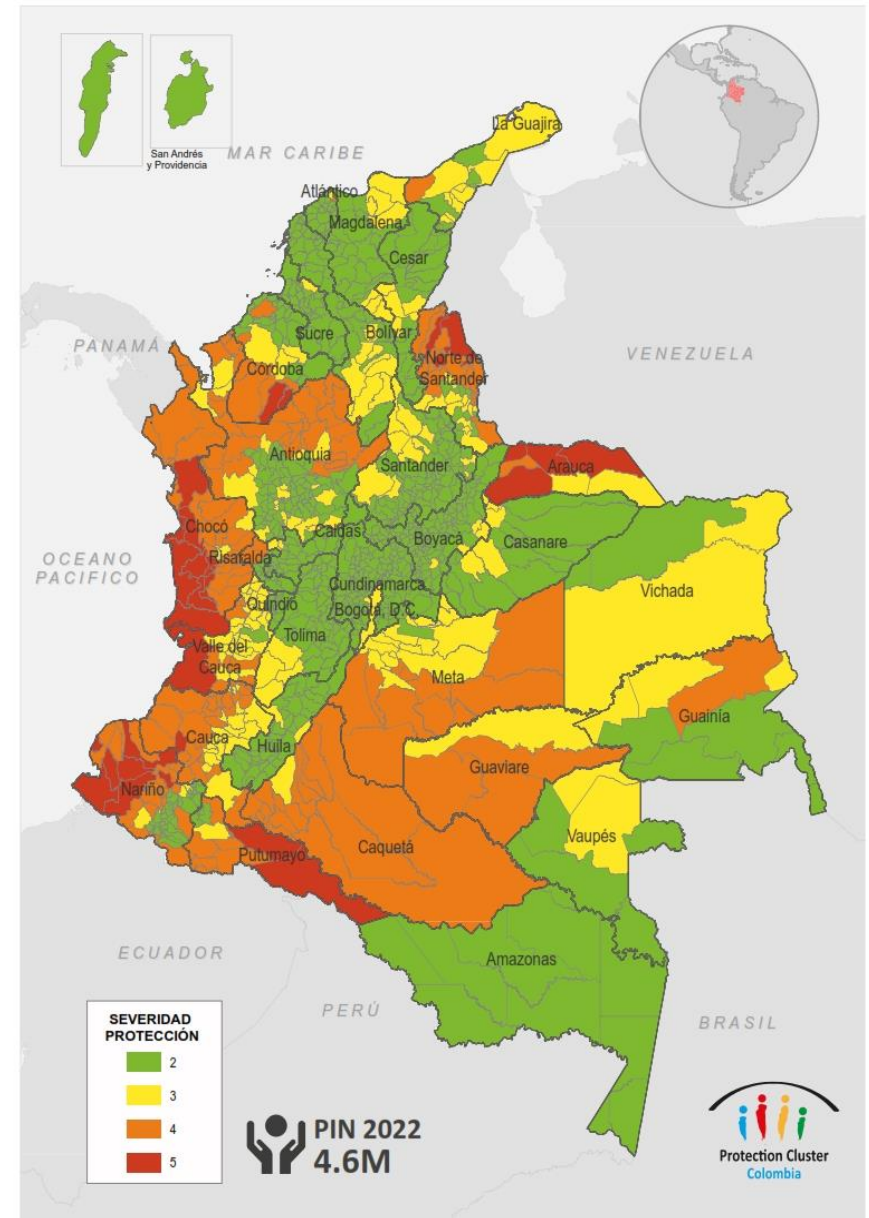 San Andrés
y Providencia
MAR CARIBE
La Guajira
Atlántico
Magdalena
Cesar
PANAMÁ
Sucre
Bolívar
Córdoba
Norte de
Santander
VENEZUELA
Antioquia
Santander
Arauca
Chocó
Caldas
Boyacá
Casanare
OCEANO
PACIFICO
Risaralda
Cundinamarca
Vichada
Quindío
Bogotá, D.C.
Tolima
Valle del
Cauca
Meta
Guainía
Cauca
Huila
Guaviare
Nariño
Vaupés
Putumayo
Caquetá
ECUADOR
Amazonas
PERÚ
BRASIL
SEVERIDAD
PROTECCIÓN
2
3
4
5
PIN 2022
4.6M
Protection Cluster
Colombia